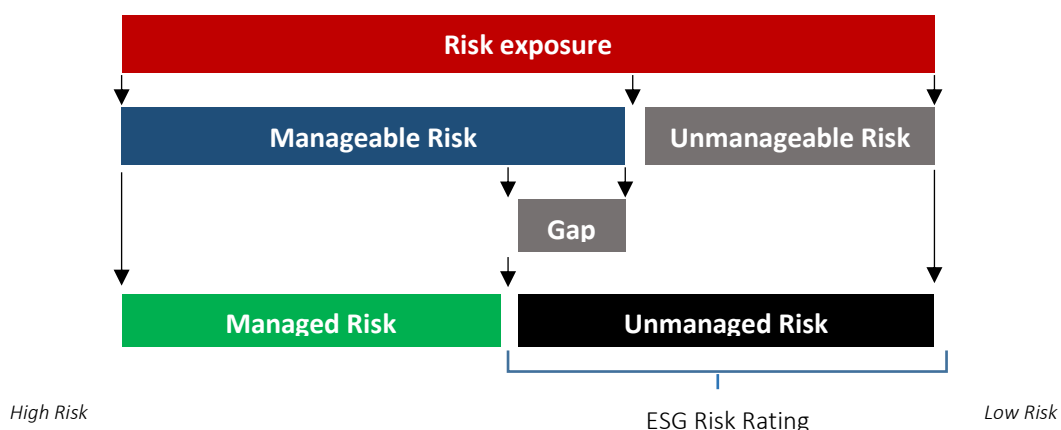 Risk exposure
Manageable Risk
Unmanageable Risk
Gap
Managed Risk
Unmanaged Risk
High Risk
ESG Risk Rating
Low Risk